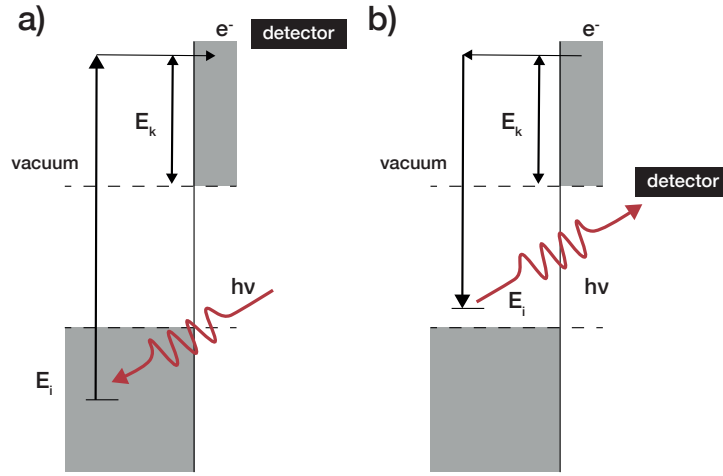 a)
e-
detector
Ek
vacuum
hν
Ei
b)
e-
Ek
vacuum
detector
hν
Ei